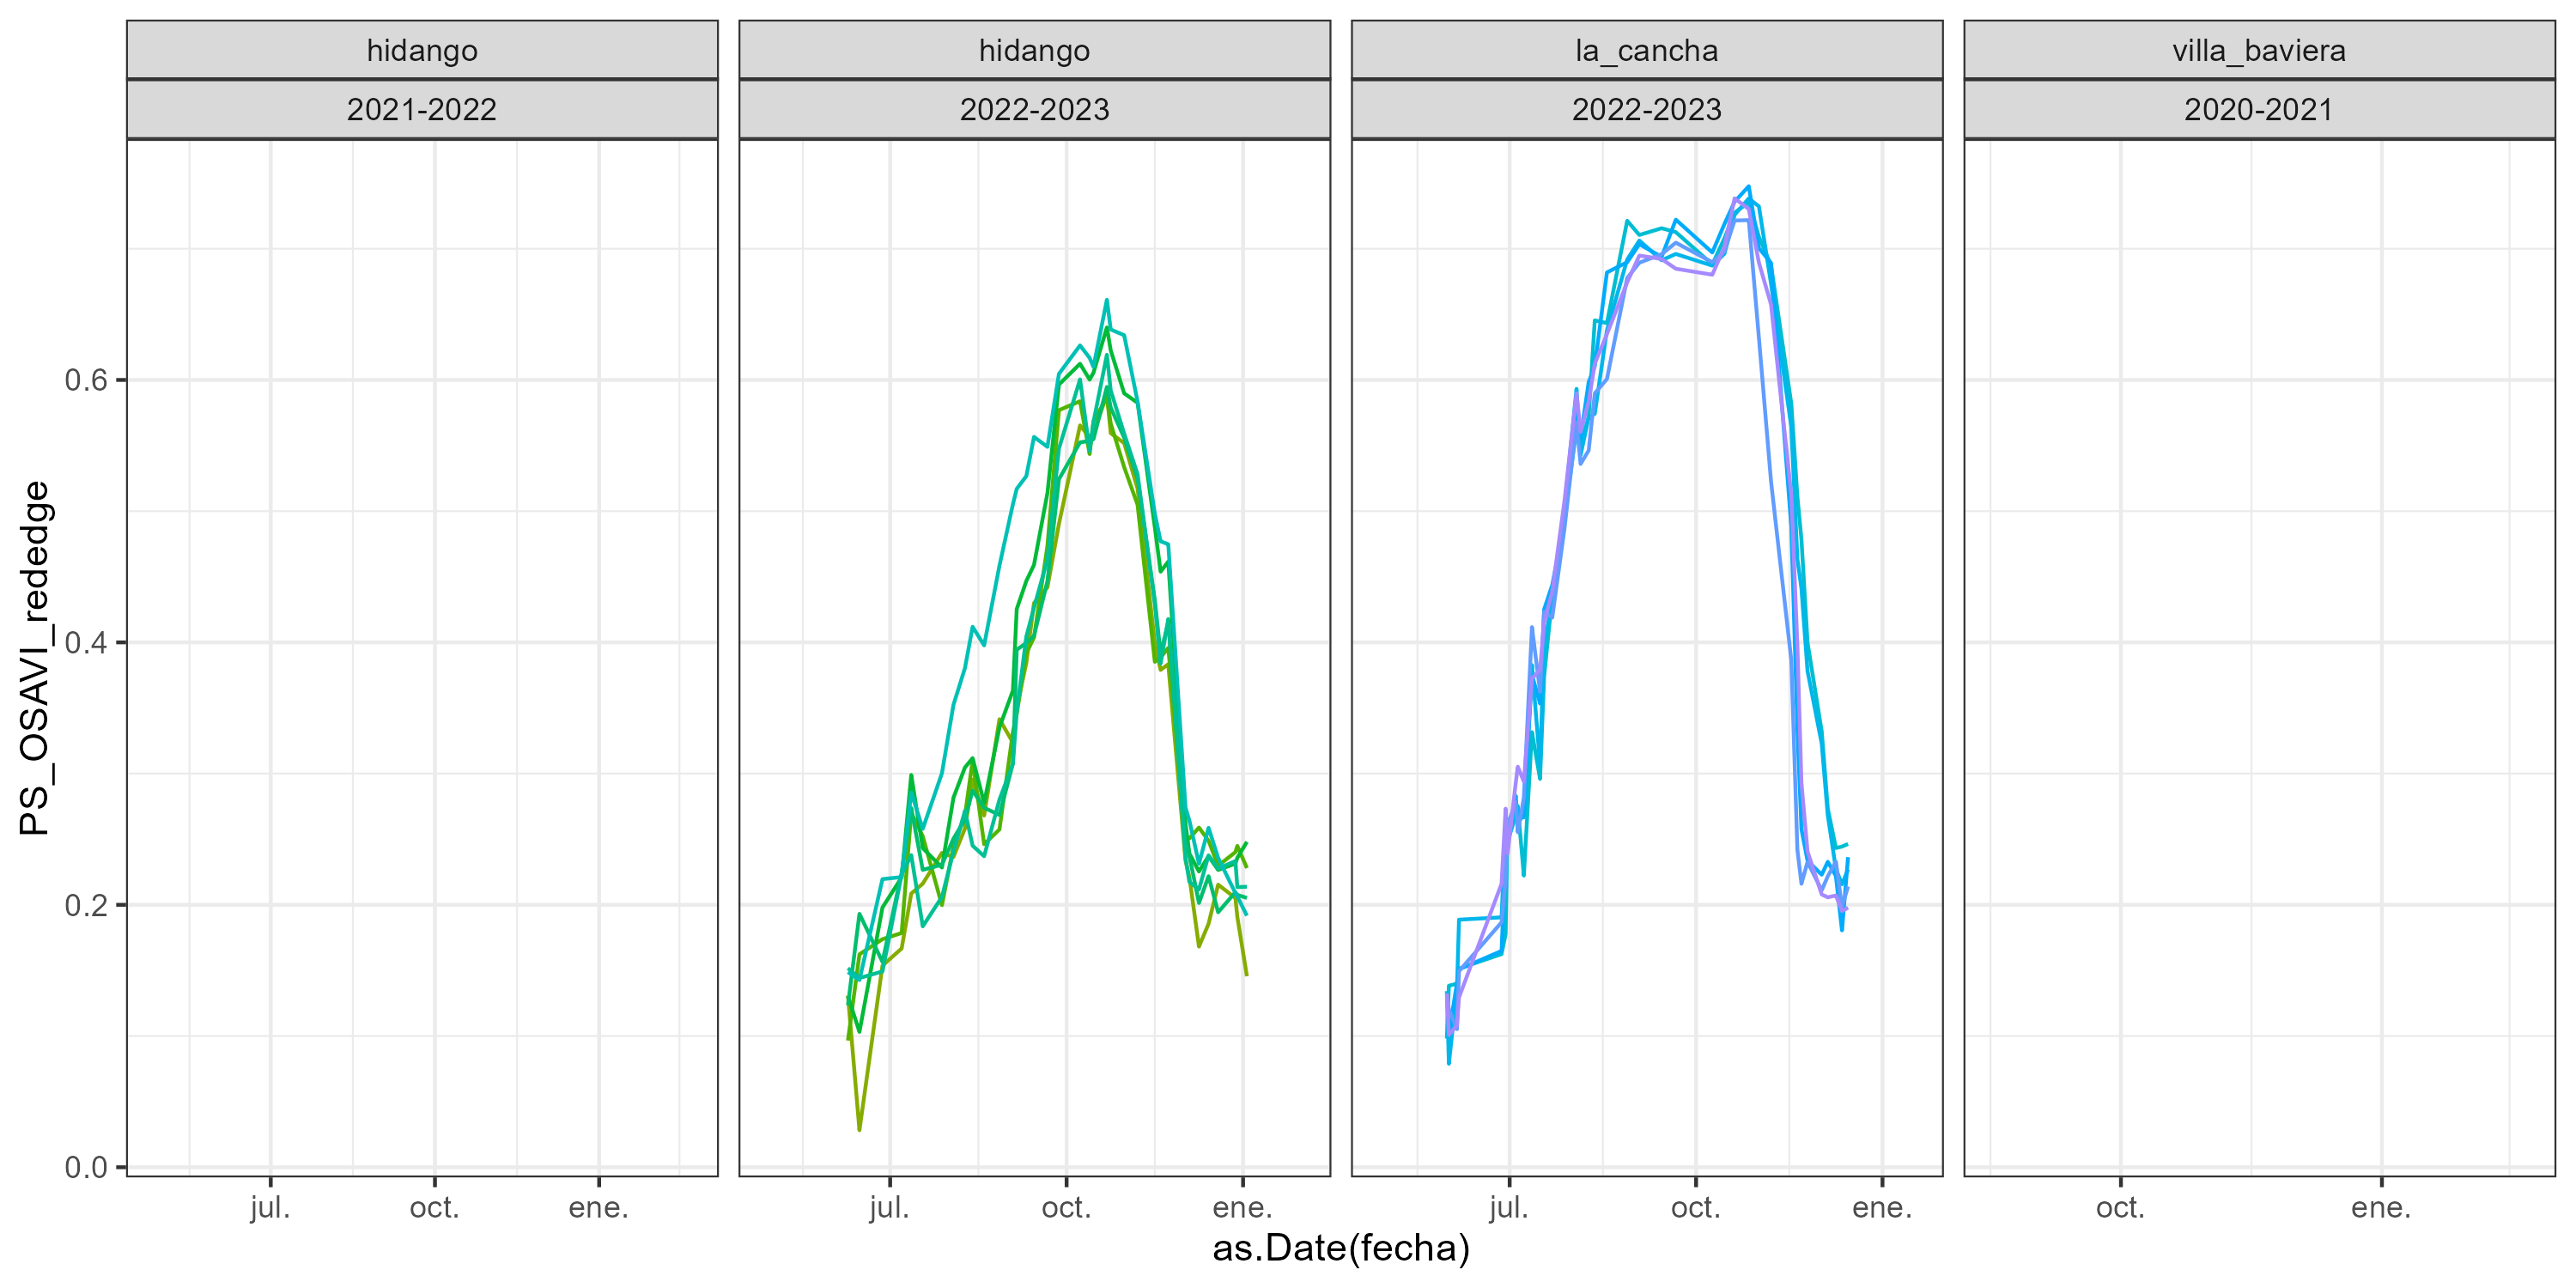 hidango
2021-2022
hidango
2022-2023
la_cancha
2022-2023
villa_baviera
2020-2021
PS_OSAVI_rededge
0.6
0.4
0.2
0.0
jul.
oct.
ene.
jul.
oct.
ene.
jul.
oct.
ene.
oct.
ene.
as.Date(fecha)